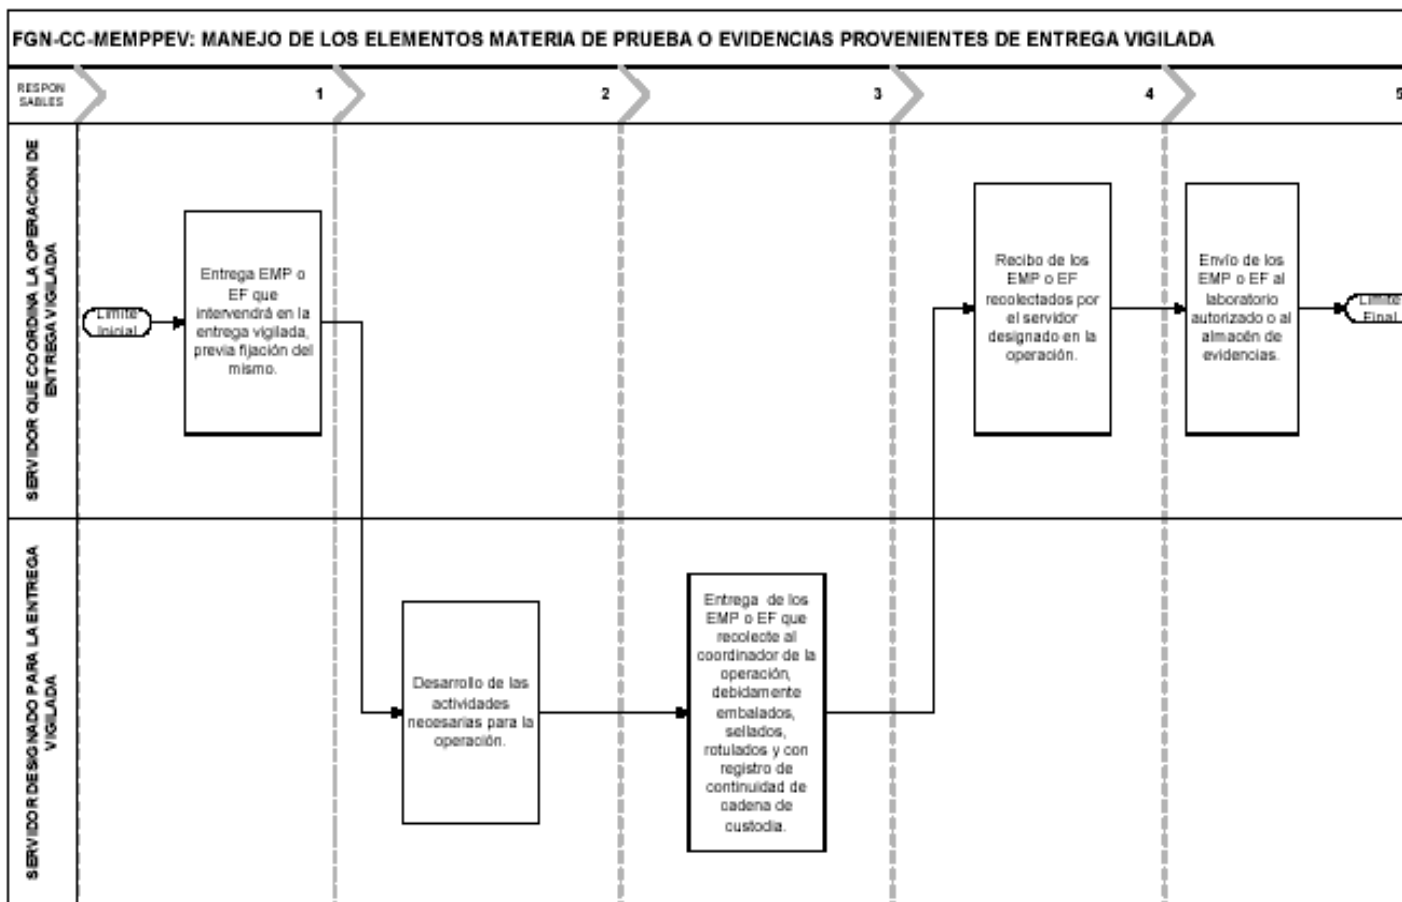 FGN-CC-MEMPPEV: MANEJO DE LOS ELEMENTOS MATERIA DE PRUEBA O EVIDENCIAS PROVENIENTES DE ENTREGA VIGILADA
RESPON
SABLES
1
2
3
4
5
SERVIDOR QUE COORDINA LA OPERACION DE
ENTREGA VIGILADA
Limite
Inicial
Entrega EMP o
EF que
intervendrá en la
entrega vigilada,
previa fijación del
mismo.
Recibo de los
EMP o EF
recolectados por
el servidor
designado en la
operación.
Envío de los
EMP o EF al
laboratorio
autorizado o al
almacén de
evidencias.
Limite
Final
SERVIDOR DESIGNADO PARA LA ENTREGA
VIGILADA
Desarrollo de las
actividades
necesarias para la
operación.
Entrega de los
EMP o EF que
recolecte al
coordinador de la
operación,
debidamente
embalados,
sellados,
rotulados y con
registro de
continuidad de
cadena de
custodia.